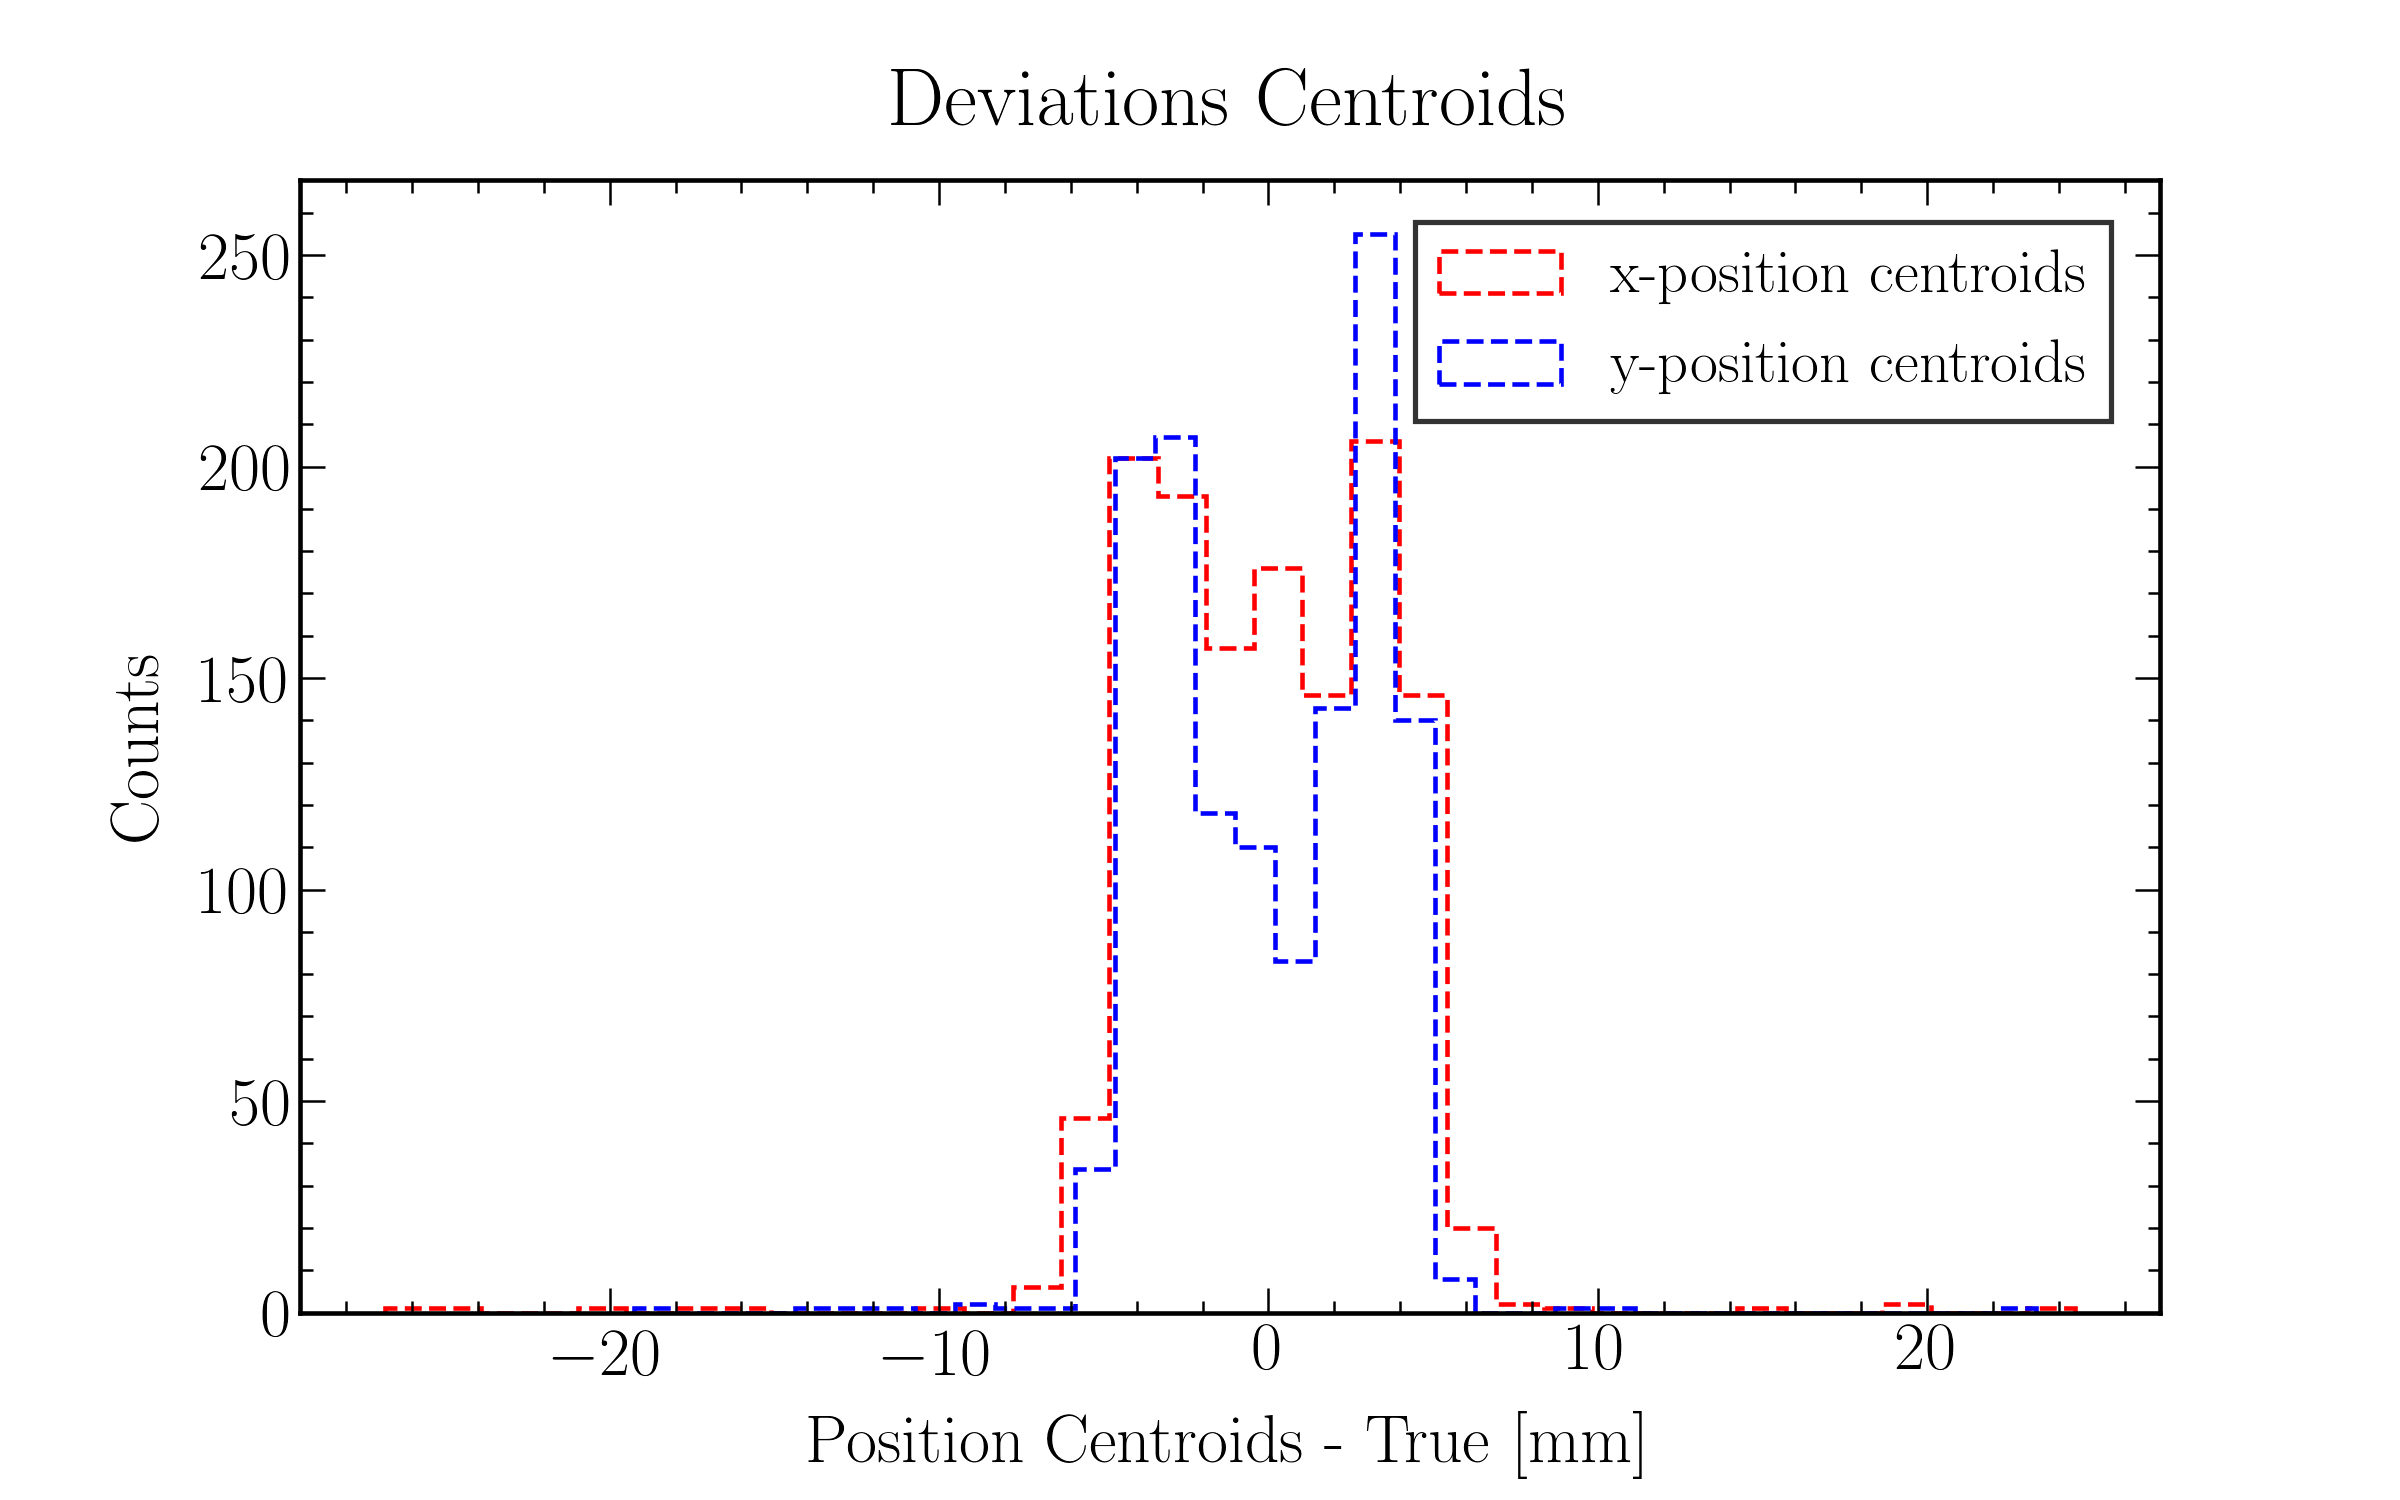 Deviations Centroids
x-position centroids
y-position centroids
250
200
150
100
50
0
Counts
−20 −10 0 10 20
Position Centroids - True [mm]